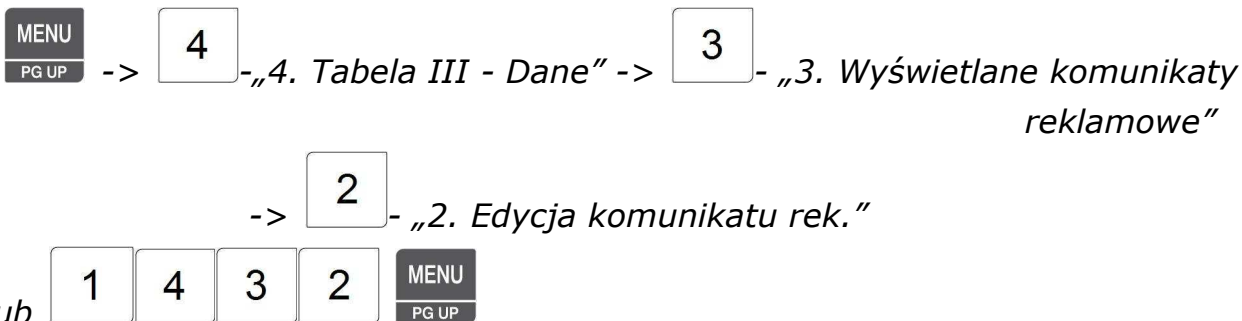 MENU
PG UP -> 4 -„4. Tabela III - Dane” -> 3 - „3. Wyświetlane komunikaty
reklamowe”
-> 2 - „2. Edycja komunikatu rek.”
ub 1 4 3 2 MENU
PG UP